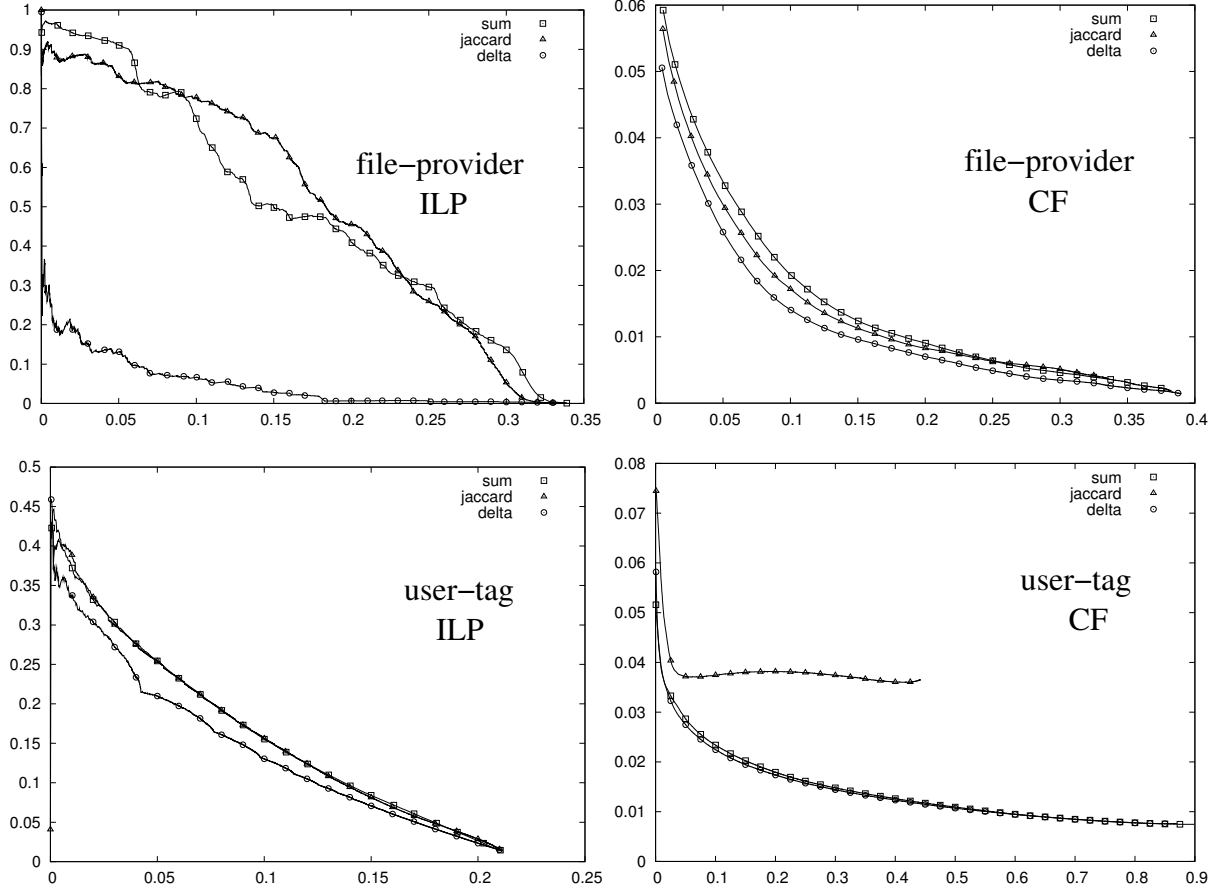 1
0.9
0.8
0.7
0.6
0.5
0.4
0.3
0.2
0.1
0
0 0.05 0.1 0.15 0.2 0.25 0.3 0.35
sum
jaccard
delta
file−provider
ILP
0.06
0.05
0.04
0.03
0.02
0.01
0
0 0.05 0.1 0.15 0.2 0.25 0.3 0.35 0.4
sum
jaccard
delta
file−provider
CF
0.5
0.45
0.4
0.35
0.3
0.25
0.2
0.15
0.1
0.05
0
0 0.05 0.1 0.15 0.2 0.25
sum
jaccard
delta
user−tag
ILP
0.08
0.07
0.06
0.05
0.04
0.03
0.02
0.01
0
0 0.1 0.2 0.3 0.4 0.5 0.6 0.7 0.8 0.9
sum
jaccard
delta
user−tag
CF